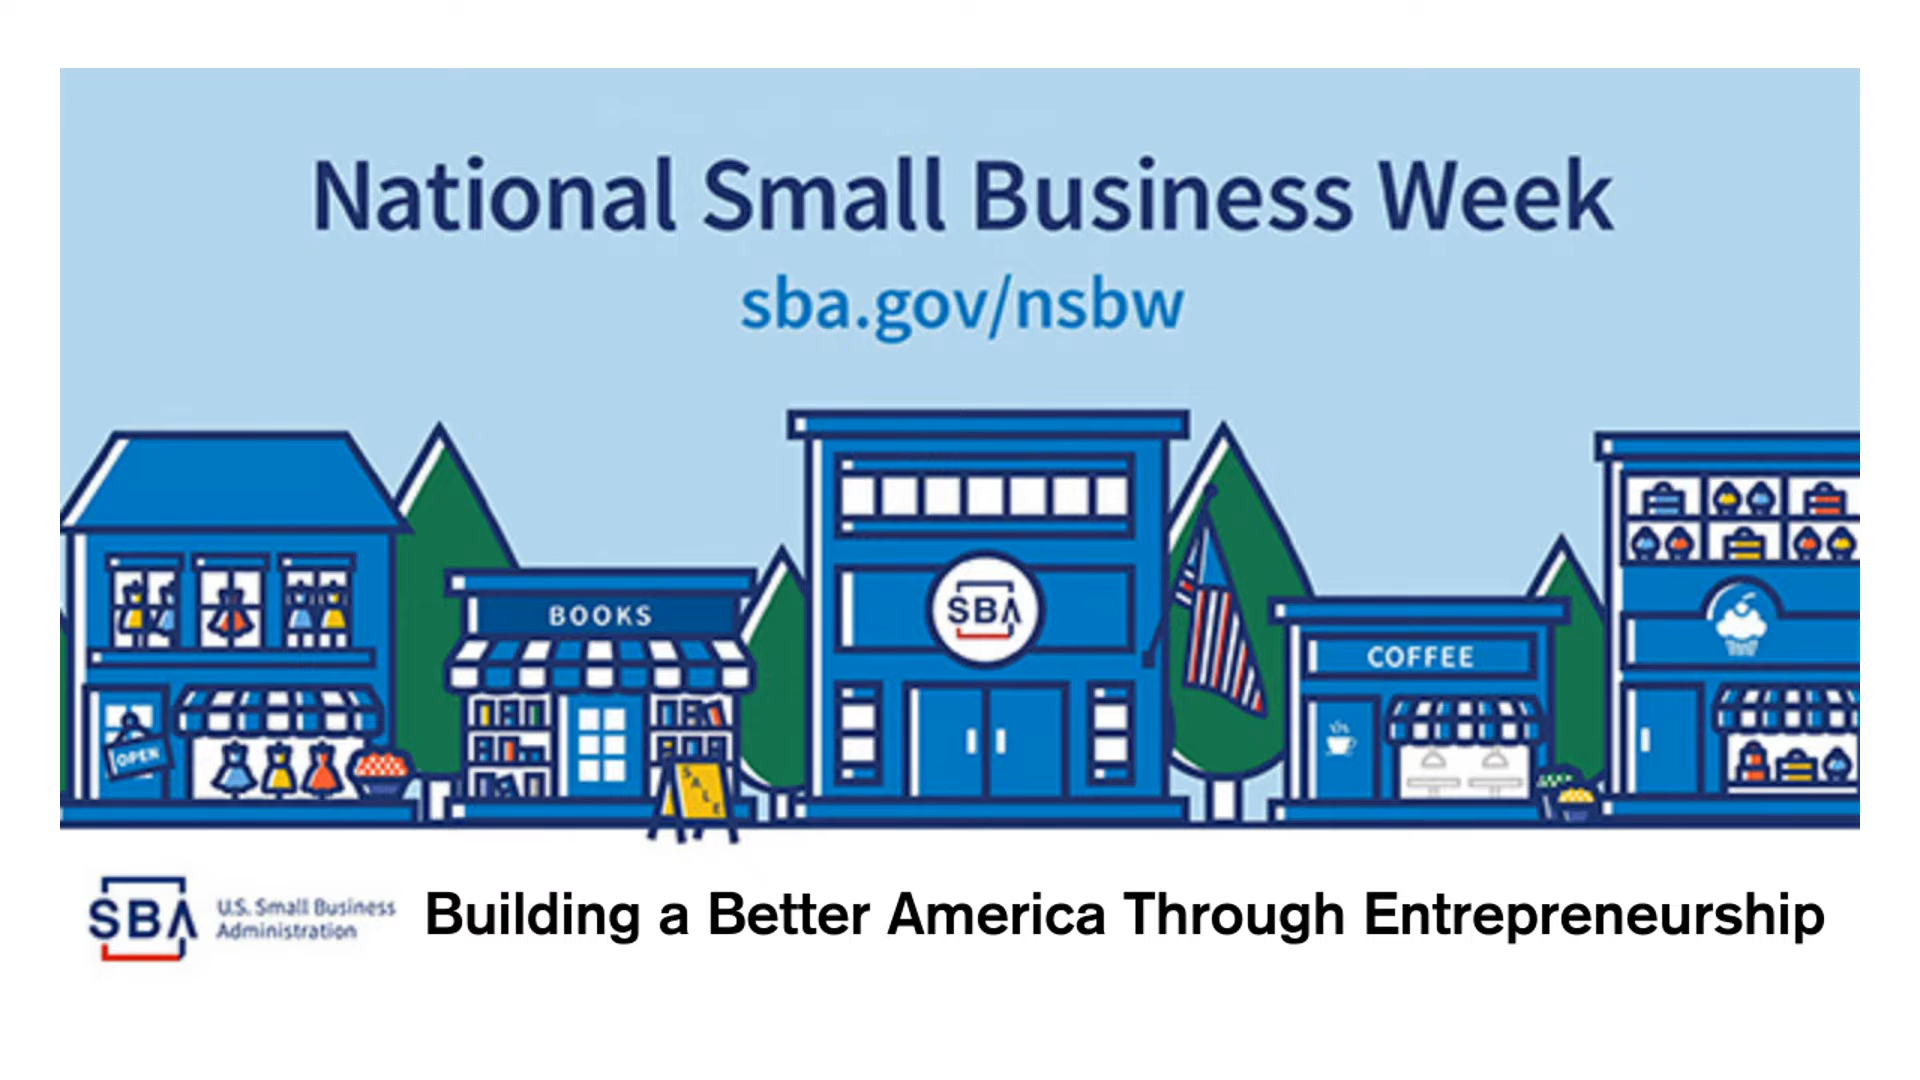 National Small Business Week
sba.gov/nsbw
BOOKS
SBA
COFFEE
OPEN
SALE
SBA
U.S. Small Business
Administration
Building a Better America Through Entrepreneurship